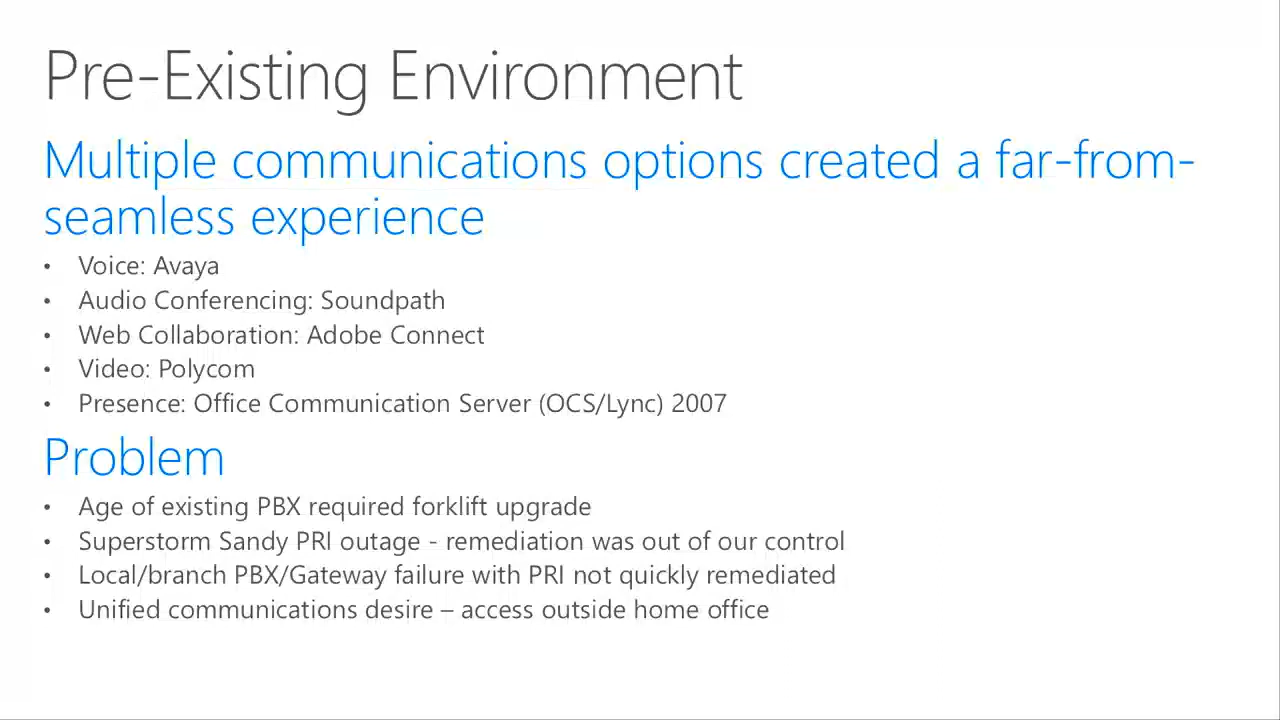 Pre-Existing Environment
Multiple communications options created a far-from-
seamless experience
• Voice: Avaya
• Audio Conferencing: Soundpath
• Web Collaboration: Adobe Connect
• Video: Polycom
• Presence: Office Communication Server (OCS/Lync) 2007
Problem
• Age of existing PBX required forklift upgrade
• Superstorm Sandy PRI outage - remediation was out of our control
• Local/branch PBX/Gateway failure with PRI not quickly remediated
• Unified communications desire – access outside home office